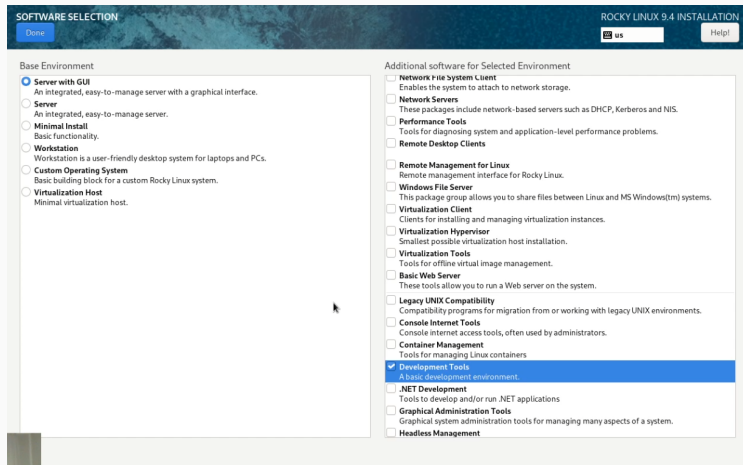 SOFTWARE SELECTION
ROCKY LINUX 9.4 INSTALLATION
Done
us
Help!
Base Environment
Server with GUI
An integrated, easy-to-manage server with a graphical interface.
Server
An integrated, easy-to-manage server.
Minimal Install
Basic functionality.
Workstation
Workstation is a user-friendly desktop system for laptops and PCs.
Custom Operating System
Basic building block for a custom Rocky Linux system.
Virtualization Host
Minimal virtualization host.
Additional software for Selected Environment
Network File System Client
Enables the system to attach to network storage.
Network Servers
These packages include network-based servers such as DHCP, Kerberos and NIS.
Performance Tools
Tools for diagnosing system and application-level performance problems.
Remote Desktop Clients
Remote Management for Linux
Remote management interface for Rocky Linux.
Windows File Server
This package group allows you to share files between Linux and MS Windows(tm) systems.
Virtualization Client
Clients for installing and managing virtualization instances.
Virtualization Hypervisor
Smallest possible virtualization host installation.
Virtualization Tools
Tools for offline virtual image management.
Basic Web Server
These tools allow you to run a Web server on the system.
Legacy UNIX Compatibility
Compatibility programs for migration from or working with legacy UNIX environments.
Console Internet Tools
Console internet access tools, often used by administrators.
Container Management
Tools for managing Linux containers
Development Tools
A basic development environment.
.NET Development
Tools to develop and/or run .NET applications
Graphical Administration Tools
Graphical system administration tools for managing many aspects of a system.
Headless Management